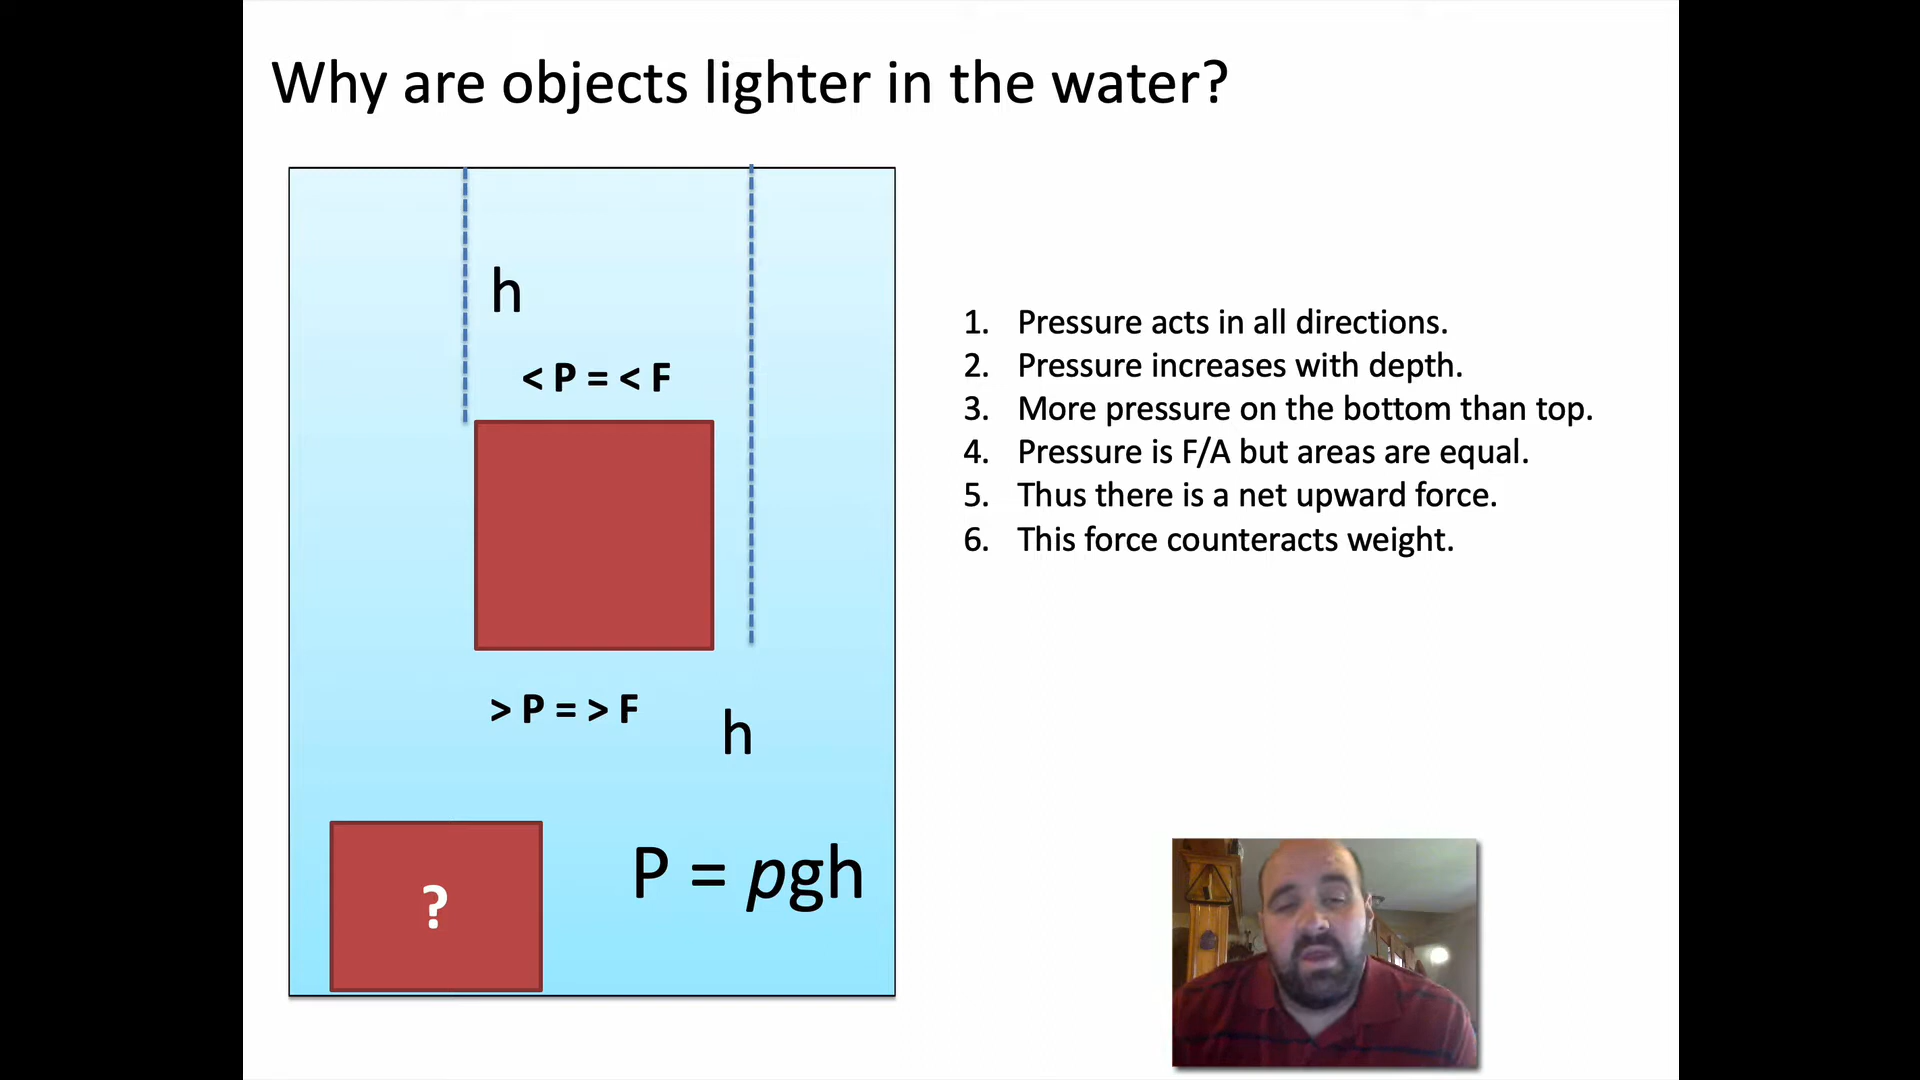 Why are objects lighter in the water?
h
< P = < F
> P = > F
h
?
P = pgh
1. Pressure acts in all directions.
2. Pressure increases with depth.
3. More pressure on the bottom than top.
4. Pressure is F/A but areas are equal.
5. Thus there is a net upward force.
6. This force counteracts weight.